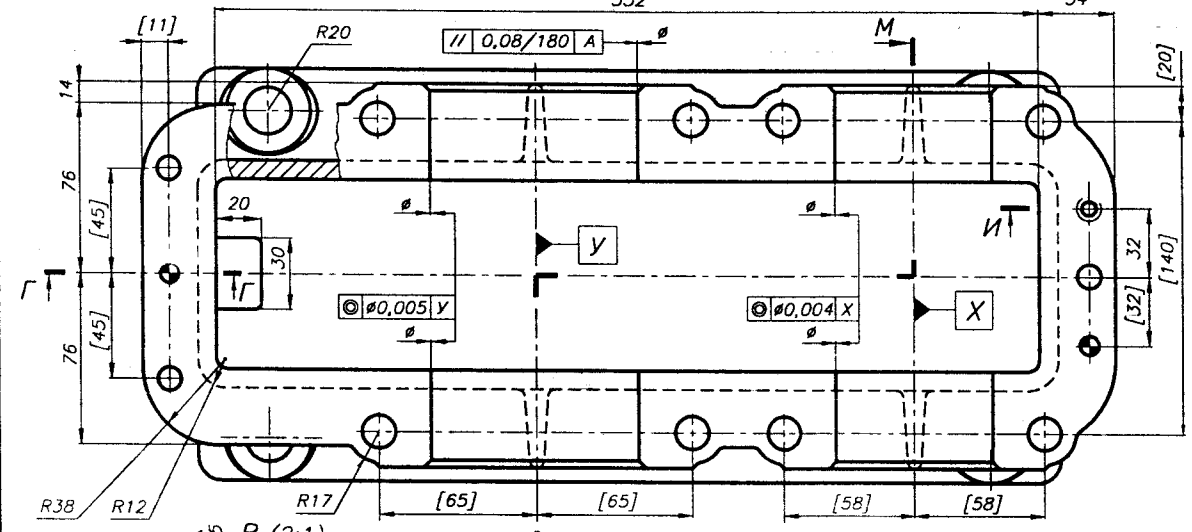 352
[11]
R20
// 0,08/180 A
ø
М
[20]
14
76
[45]
20
30
ø
У
ø
И
32
[140]
Г
Г
◎ ø0,005 У
◎ ø0,004 X
X
[32]
ø
ø
[45]
76
R38
R12
R17
[65]
[65]
[58]
[58]